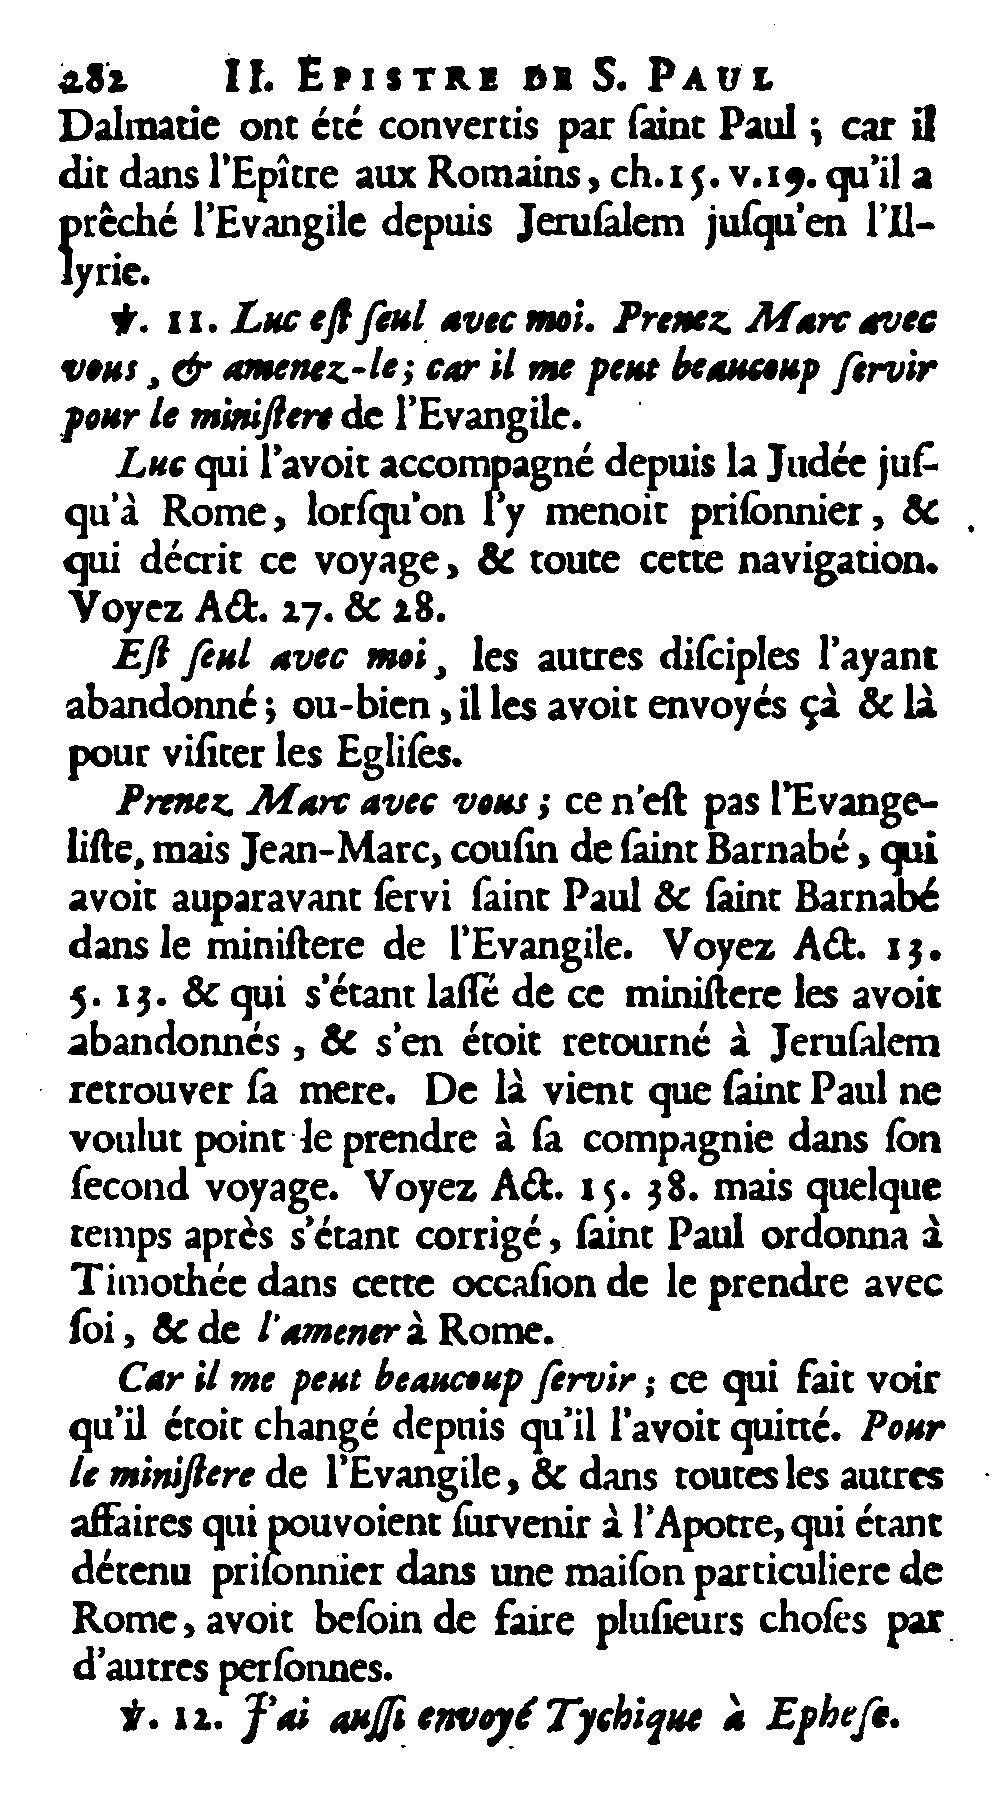 282 II. EPISTRE DE S. PAUL
Dalmatie ont été convertis par ſaint Paul ; car il
dit dans l'Epître aux Romains, ch. 15. v. 19. qu'il a
prêché l'Evangile depuis Jeruſalem juſqu'en l'Il-
lyrie.
℣. 11. Luc eſt ſeul avec moi. Prenez Marc avec
vous, & amenez-le ; car il me peut beaucoup ſervir
pour le miniſtere de l'Evangile.
Luc qui l'avoit accompagné depuis la Judée juſ-
qu'à Rome, lorſqu'on l'y menoit priſonnier, &
qui décrit ce voyage, & toute cette navigation.
Voyez Act. 27. & 28.
Eſt ſeul avec moi, les autres diſciples l'ayant
abandonné ; ou-bien, il les avoit envoyés çà & là
pour viſiter les Egliſes.
Prenez Marc avec vous ; ce n'eſt pas l'Evange-
liſte, mais Jean-Marc, couſin de ſaint Barnabé, qui
avoit auparavant ſervi ſaint Paul & ſaint Barnabé
dans le miniſtere de l'Evangile. Voyez Act. 13.
5. 13. & qui s'étant laſſé de ce miniſtere les avoit
abandonnés, & s'en étoit retourné à Jeruſalem
retrouver ſa mere. De là vient que ſaint Paul ne
voulut point le prendre à ſa compagnie dans ſon
ſecond voyage. Voyez Act. 15. 38. mais quelque
temps après s'étant corrigé, ſaint Paul ordonna à
Timothée dans cette occaſion de le prendre avec
ſoi, & de l'amener à Rome.
Car il me peut beaucoup ſervir ; ce qui fait voir
qu'il étoit changé depuis qu'il l'avoit quitté. Pour
le miniſtere de l'Evangile, & dans toutes les autres
affaires qui pouvoient ſurvenir à l'Apotre, qui étant
détenu priſonnier dans une maiſon particuliere de
Rome, avoit beſoin de faire pluſieurs choſes par
d'autres perſonnes.
℣. 12. J'ai auſſi envoyé Tychique à Epheſe.